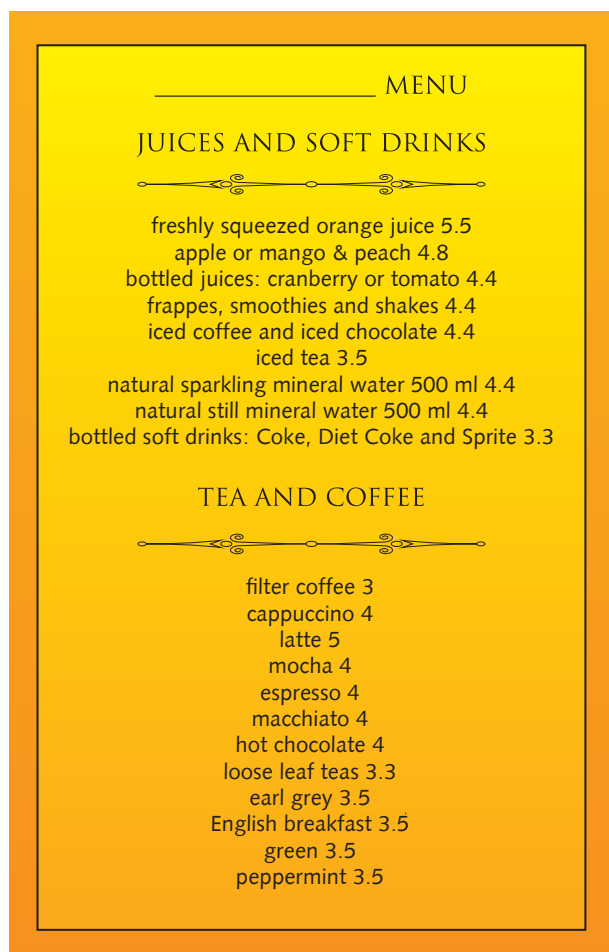 ____________________ MENU
JUICES AND SOFT DRINKS
freshly squeezed orange juice 5.5
apple or mango & peach 4.8
bottled juices: cranberry or tomato 4.4
frappes, smoothies and shakes 4.4
iced coffee and iced chocolate 4.4
iced tea 3.5
natural sparkling mineral water 500 ml 4.4
natural still mineral water 500 ml 4.4
bottled soft drinks: Coke, Diet Coke and Sprite 3.3
TEA AND COFFEE
filter coffee 3
cappuccino 4
latte 5
mocha 4
espresso 4
macchiato 4
hot chocolate 4
loose leaf teas 3.3
earl grey 3.5
English breakfast 3.5
green 3.5
peppermint 3.5